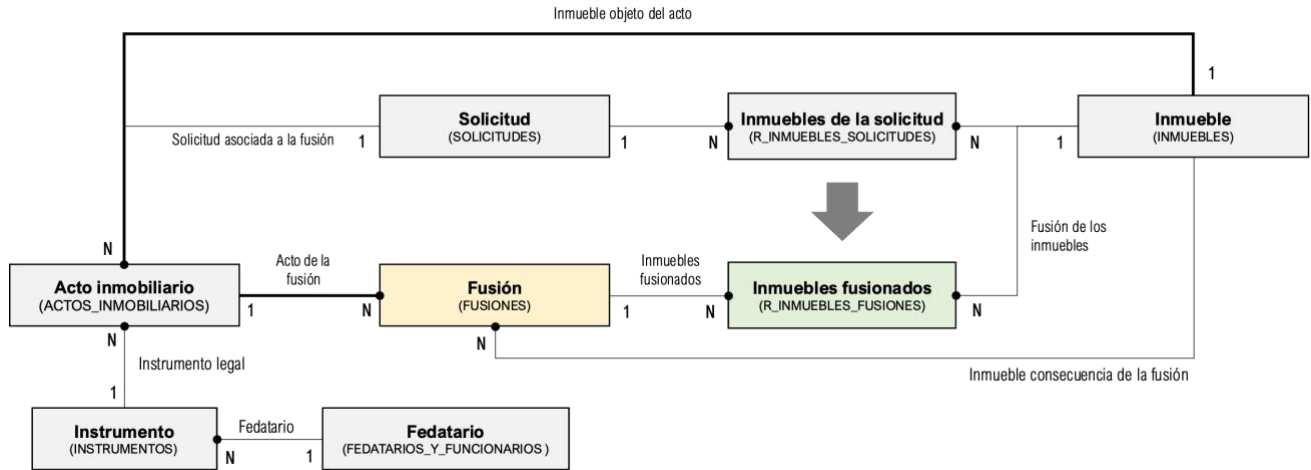 Inmueble objeto del acto
1
Solicitud
(SOLICITUDES)
Inmuebles de la solicitud
(R_INMUEBLES_SOLICITUDES)
Inmueble
(INMUEBLES)
Solicitud asociada a la fusión
1
1
N
N
1
Fusión de los
inmuebles
N
Acto de la
fusión
Inmuebles
fusionados
Acto inmobiliario
(ACTOS_INMOBILIARIOS)
Fusión
(FUSIONES)
Inmuebles fusionados
(R_INMUEBLES_FUSIONES)
1
N
1
N
N
N
N
Instrumento legal
Inmueble consecuencia de la fusión
1
Instrumento
(INSTRUMENTOS)
Fedatario
Fedatario
(FEDATARIOS_Y_FUNCIONARIOS )
N
1